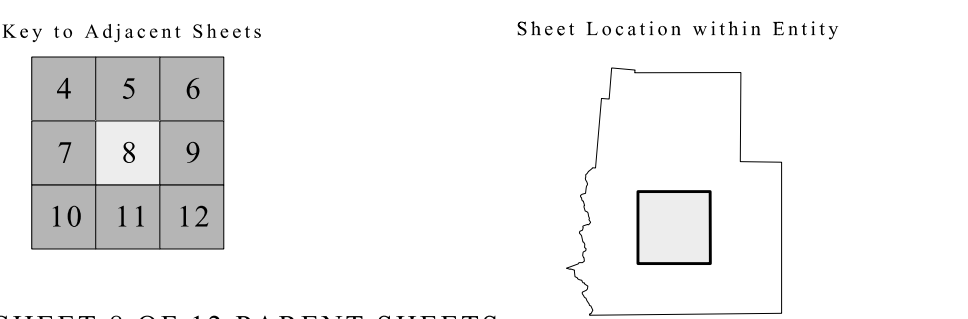 Key to Adjacent Sheets
Sheet Location within Entity
4 5 6
7 8 9
10 11 12
SHEET 8 OF 12 PARENT SHEETS